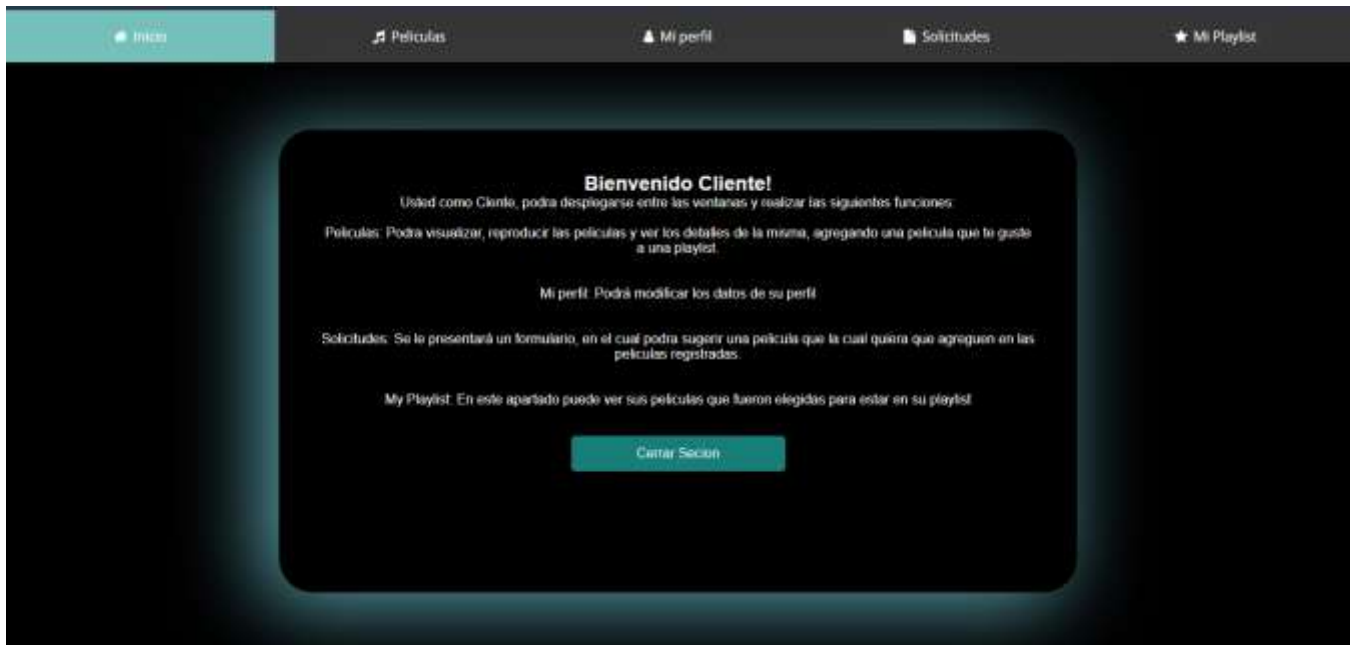 Inicio
Peliculas
Mi perfil
Solicitudes
Mi Playlist
Bienvenido Cliente!
Usted como Cliente, podra desplegarse entre las ventanas y realizar las siguientes funciones:
Peliculas: Podra visualizar, reproducir las peliculas y ver los detalles de la misma, agregando una pelicula que te guste
a una playlist.
Mi perfil: Podrá modificar los datos de su perfil
Solicitudes: Se le presentará un formulario, en el cual podra sugerir una pelicula que la cual quiera que agreguen en las
peliculas registradas.
My Playlist: En este apartado puede ver sus peliculas que fueron elegidas para estar en su playlist
Cerrar Secion